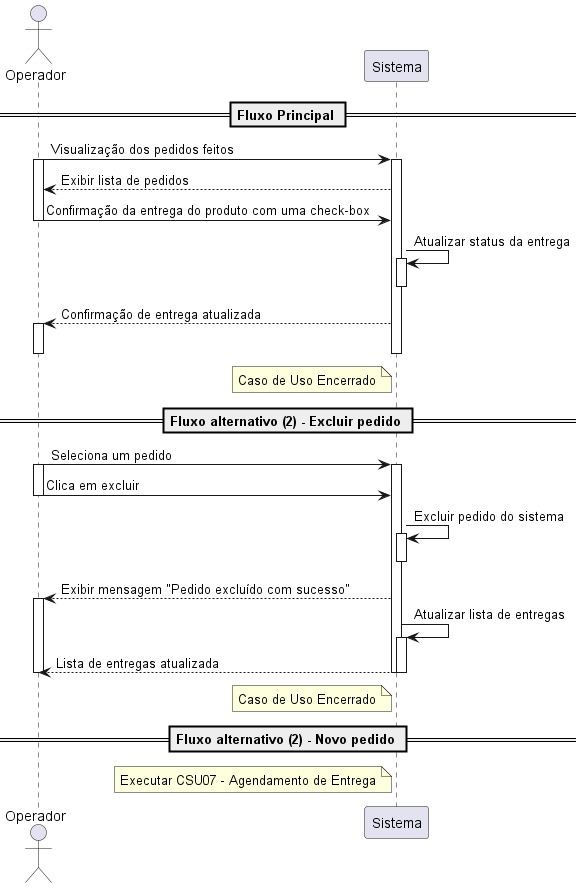 Operador
Sistema
Fluxo Principal
Visualização dos pedidos feitos
Exibir lista de pedidos
Confirmação da entrega do produto com uma check-box
Atualizar status da entrega
Confirmação de entrega atualizada
Caso de Uso Encerrado
Fluxo alternativo (2) - Excluir pedido
Seleciona um pedido
Clica em excluir
Excluir pedido do sistema
Exibir mensagem "Pedido excluído com sucesso"
Atualizar lista de entregas
Lista de entregas atualizada
Caso de Uso Encerrado
Fluxo alternativo (2) - Novo pedido
Executar CSU07 - Agendamento de Entrega
Operador
Sistema